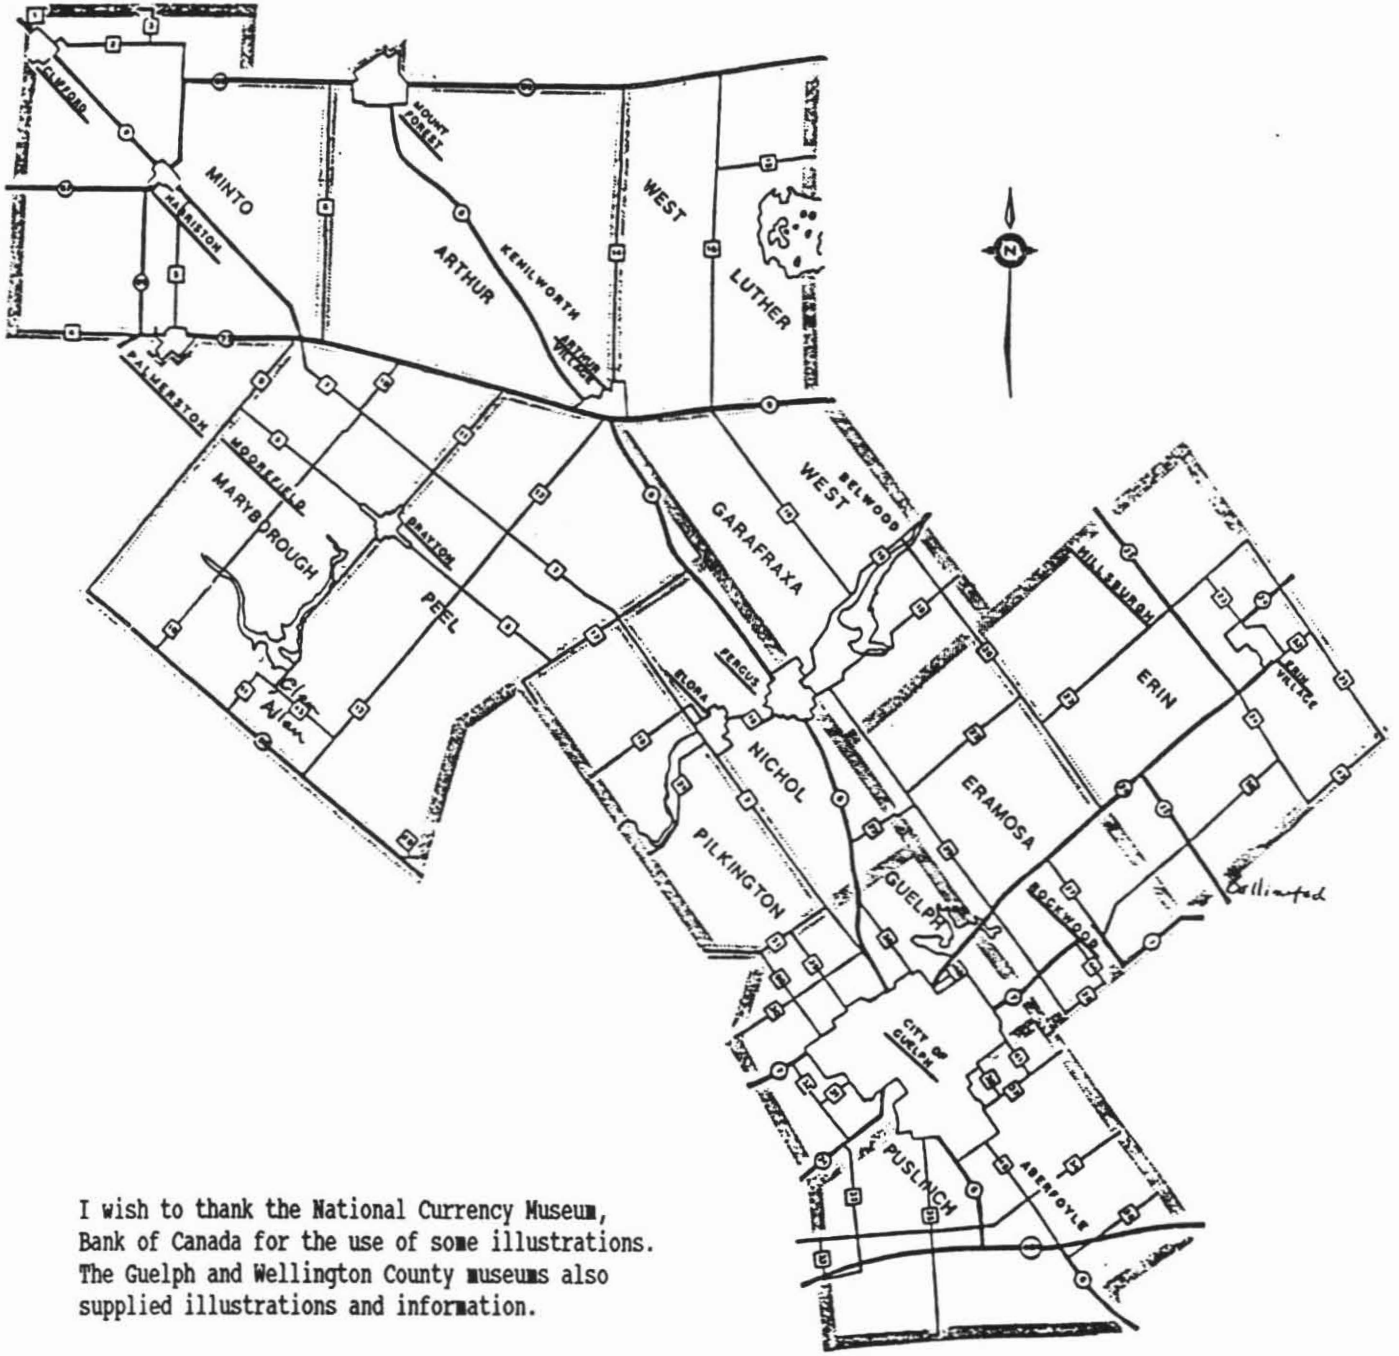 CLIFFORD
MOUNT
FOREST
MINTO
HARRISTON
WEST
LUTHER
ARTHUR
KENILWORTH
ARTHUR
VILLAGE
N
PALMERSTON
MOOREFIELD
MARYBOROUGH
DRAYTON
PEEL
GARAFRAXA
WEST
BELWOOD
HILLSBURGH
ERIN
ERIN
VILLAGE
FERGUS
ELORA
Glen
Allan
NICHOL
ERAMOSA
PILKINGTON
GUELPH
ROCKWOOD
CITY OF
GUELPH
PUSLINCH
ABERFOYLE
I wish to thank the National Currency Museum,
Bank of Canada for the use of some illustrations.
The Guelph and Wellington County museums also
supplied illustrations and information.